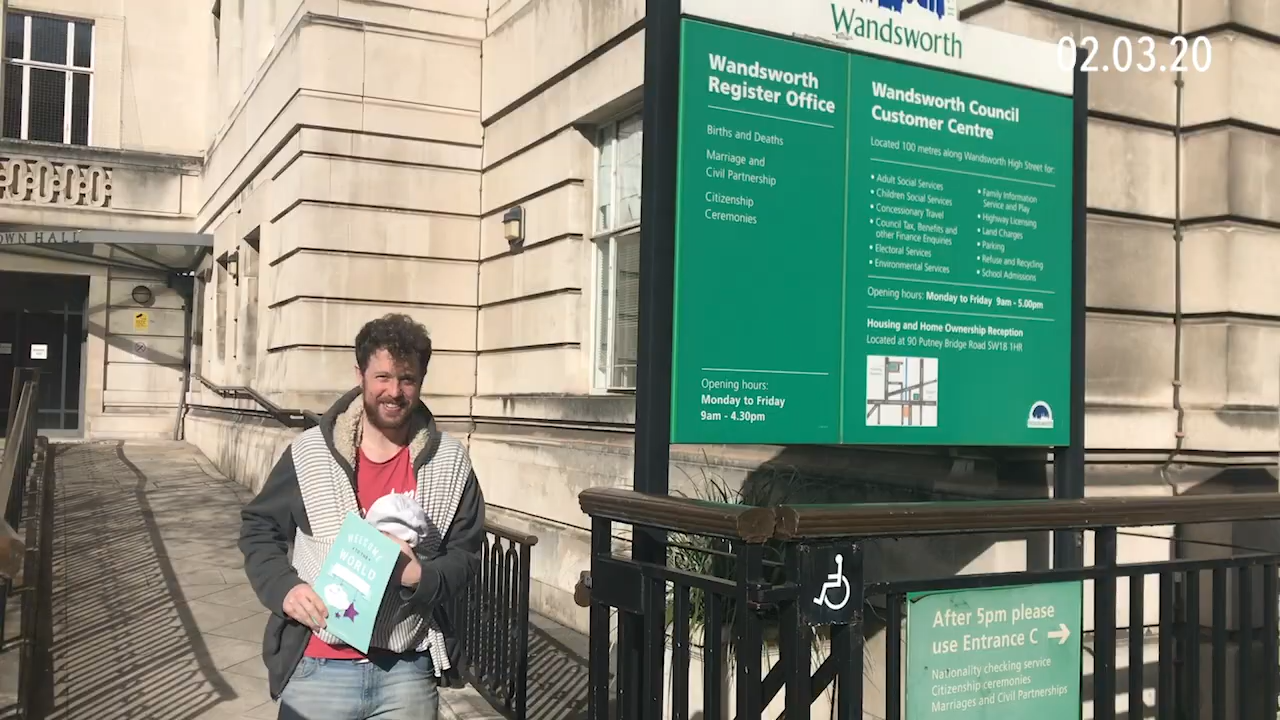 Wandsworth
02.03.20
Wandsworth
Register Office
Births and Deaths
Marriage and
Civil Partnership
Citizenship
Ceremonies
Opening hours:
Monday to Friday
9am - 4.30pm
Wandsworth Council
Customer Centre
Located 100 metres along Wandsworth High Street for:
• Adult Social Services
• Children Social Services
• Concessionary Travel
• Council Tax, Benefits and
other Finance Enquiries
• Electoral Services
• Environmental Services
• Family Information
Service and Play
• Highway Licensing
• Land Charges
• Parking
• Refuse and Recycling
• School Admissions
Opening hours: Monday to Friday 9am - 5.00pm
Housing and Home Ownership Reception
Located at 90 Putney Bridge Road SW18 1HR
OWN HALL
WELCOME
WORLD
After 5pm please
use Entrance C
Nationality checking service
Citizenship ceremonies
Marriages and Civil Partnerships